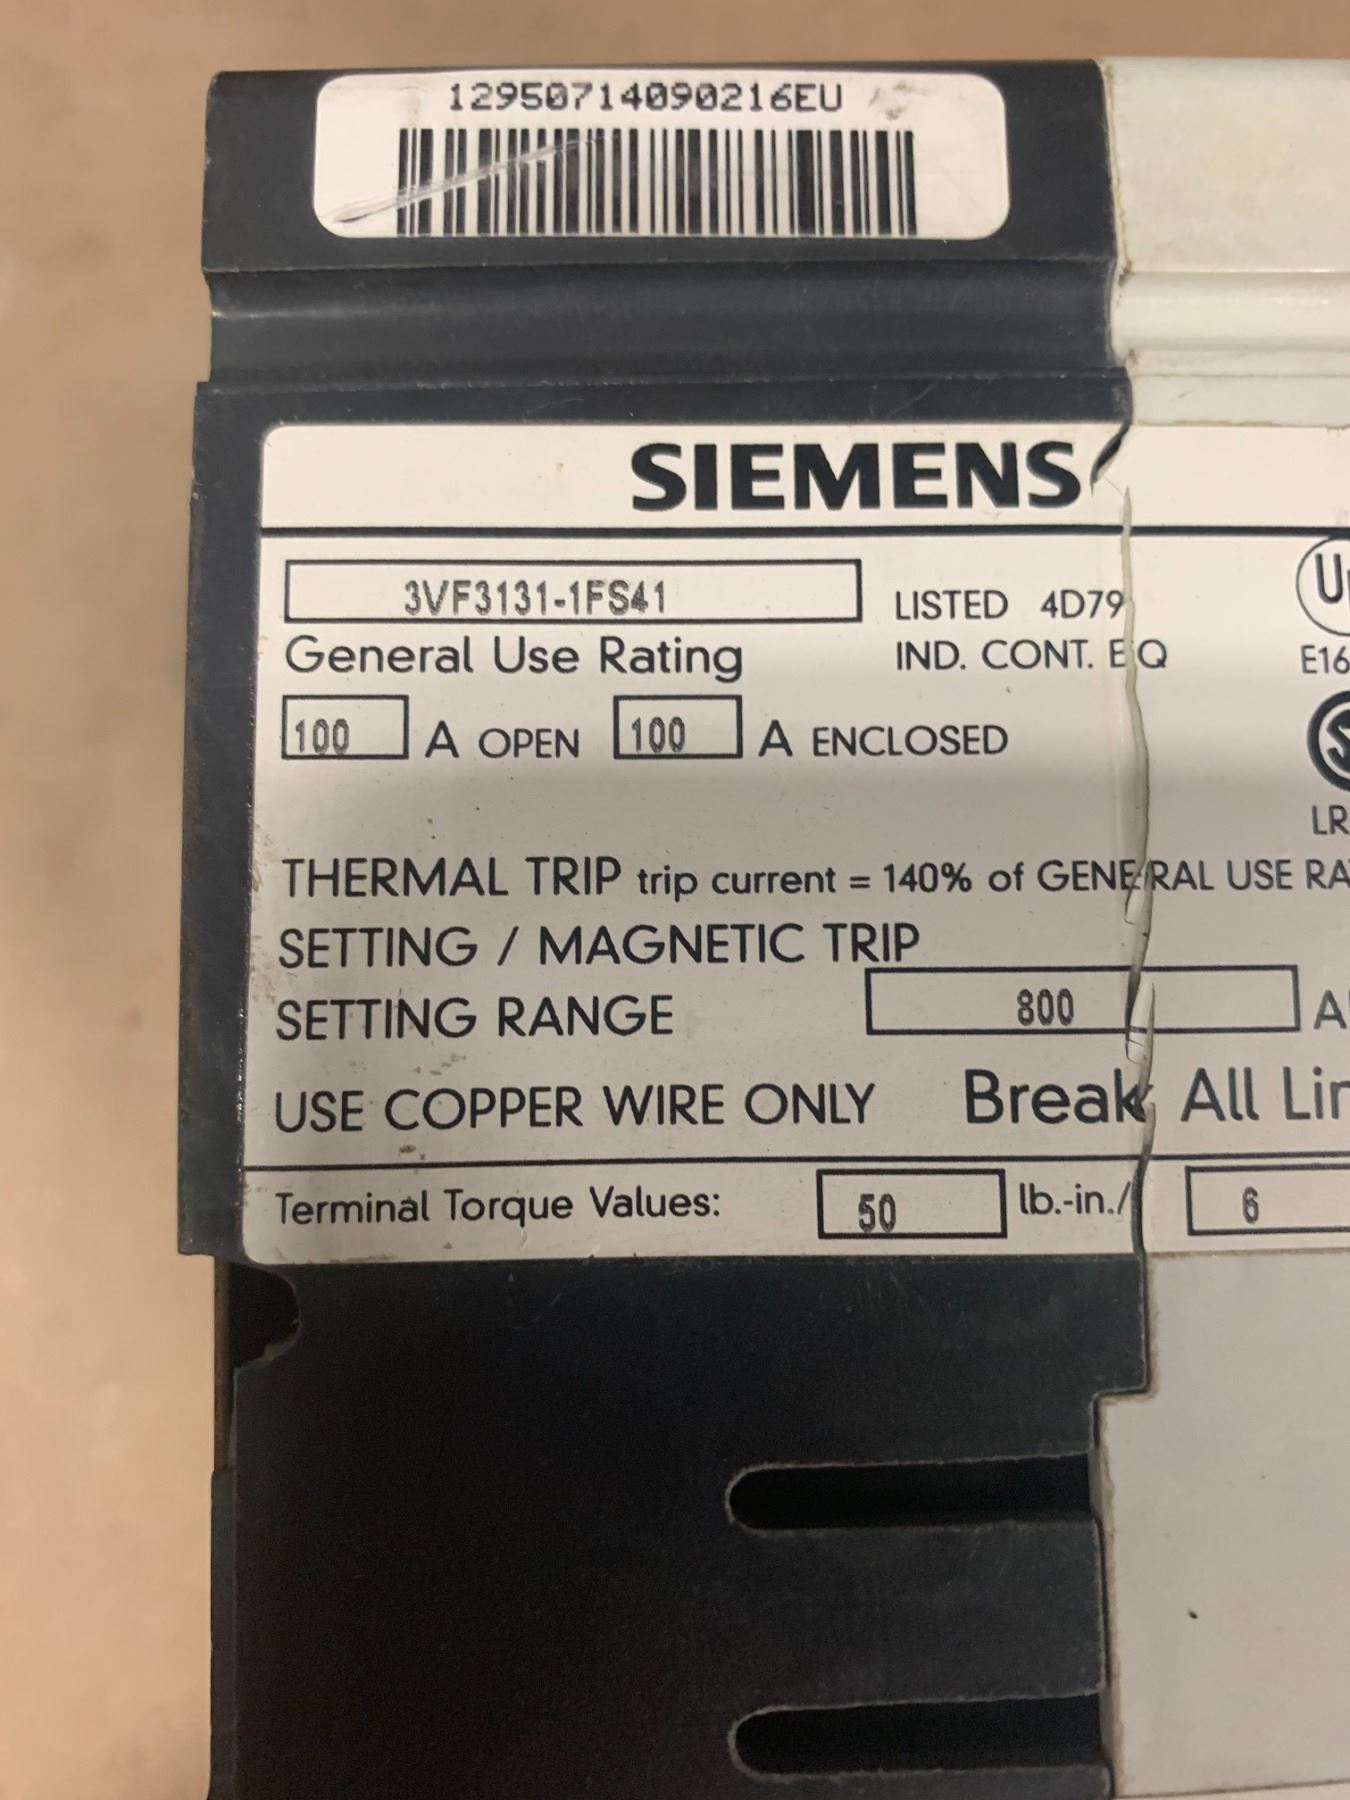 12950714090216EU
SIEMENS
3VF3131-1FS41
LISTED 4D79
IND. CONT. EQ
General Use Rating
100 A OPEN 100 A ENCLOSED
THERMAL TRIP trip current = 140% of GENERAL USE RA
SETTING / MAGNETIC TRIP
SETTING RANGE 800 A
USE COPPER WIRE ONLY Break All Lin
Terminal Torque Values: 50 lb.-in./ 6
U
E16
S
LR